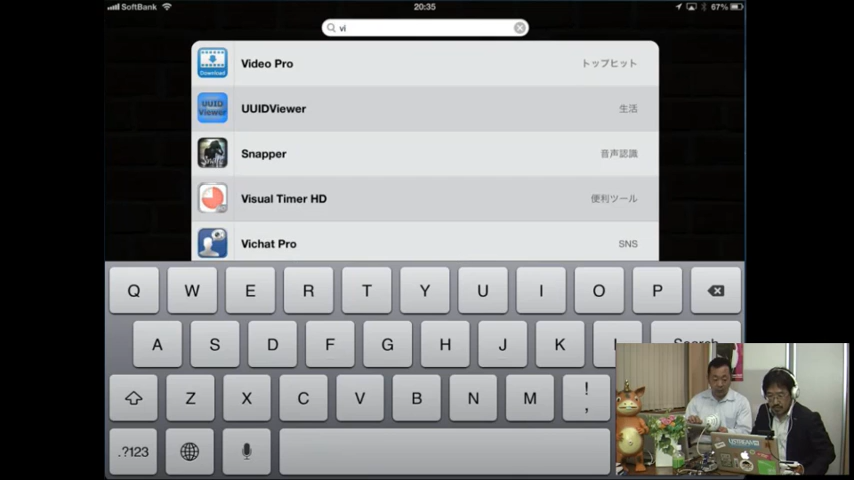 SoftBank 20:35 67%
vi
Video Pro トップヒット
UUIDViewer 生活
Snapper 音声認識
Visual Timer HD 便利ツール
Vichat Pro SNS
Q W E R T Y U I O P
A S D F G H J K
Z X C V B N M ! ,
.?123
Download
UUID
Viewer
USTREAM